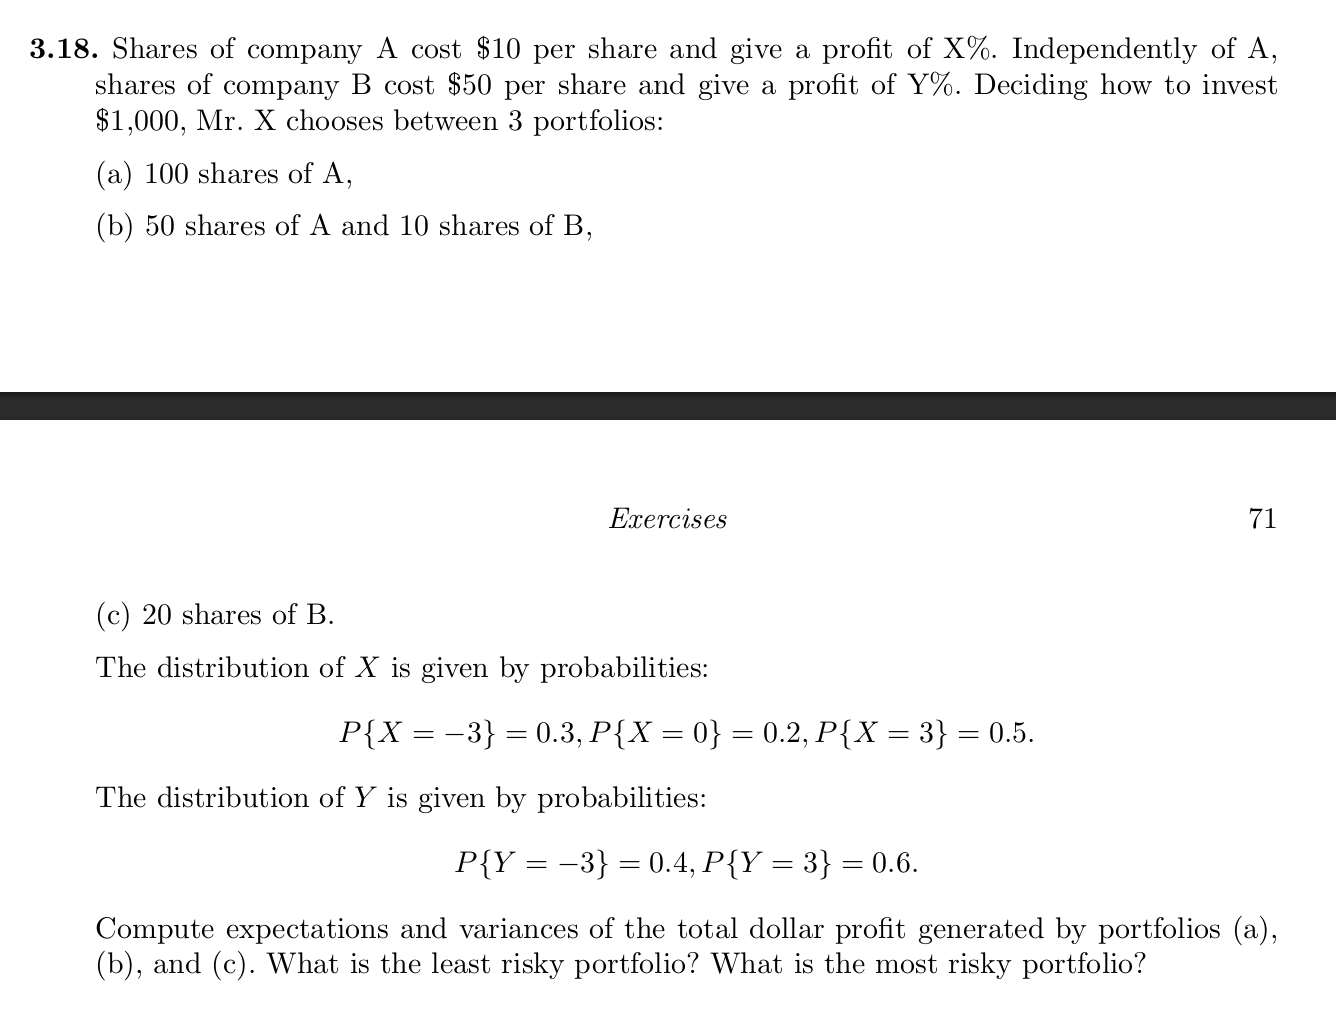 3.18. Shares of company A cost $10 per share and give a profit of X%. Independently of A,
shares of company B cost $50 per share and give a profit of Y%. Deciding how to invest
$1,000, Mr. X chooses between 3 portfolios:
(a) 100 shares of A,
(b) 50 shares of A and 10 shares of B,
Exercises 71
(c) 20 shares of B.
The distribution of X is given by probabilities:
P{X = −3} = 0.3, P{X = 0} = 0.2, P{X = 3} = 0.5.
The distribution of Y is given by probabilities:
P{Y = −3} = 0.4, P{Y = 3} = 0.6.
Compute expectations and variances of the total dollar profit generated by portfolios (a),
(b), and (c). What is the least risky portfolio? What is the most risky portfolio?